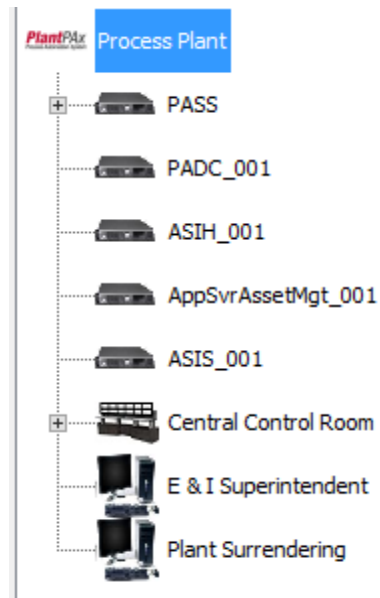 PlantPAx Process Plant
Process Automation System
PASS
PADC_001
ASIH_001
AppSvrAssetMgt_001
ASIS_001
Central Control Room
E & I Superintendent
Plant Surrendering